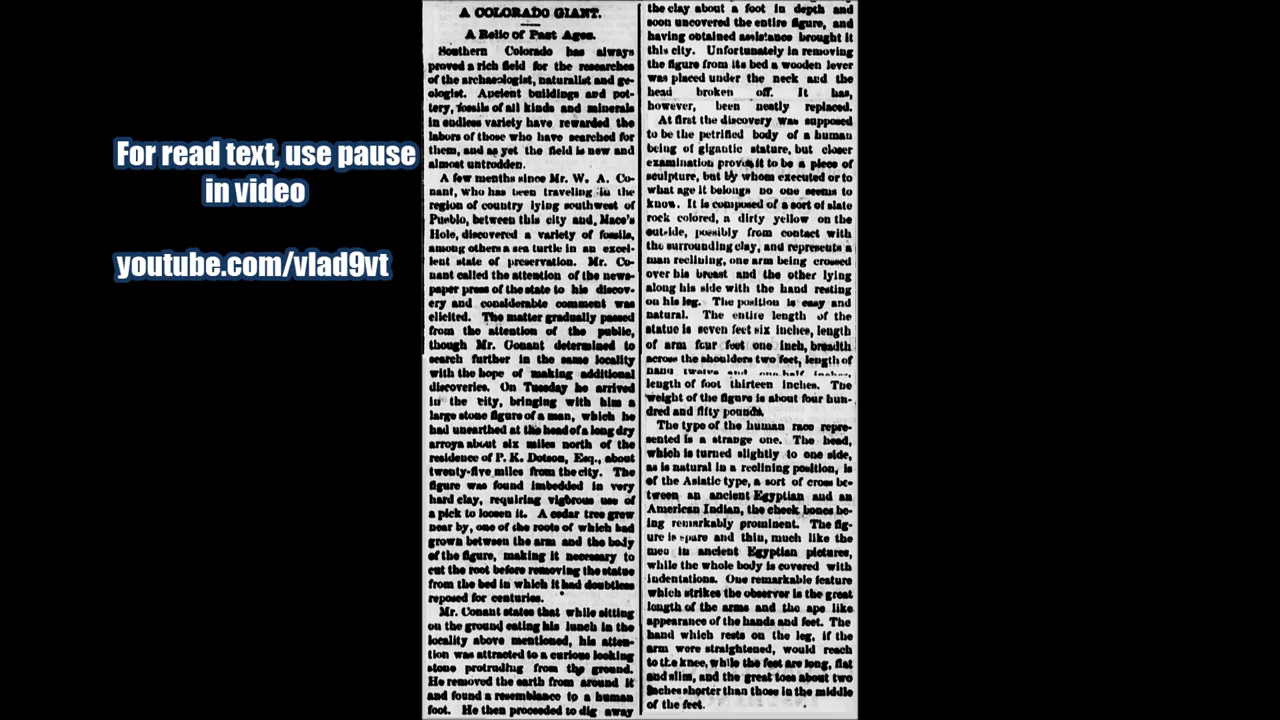 For read text, use pause
in video
youtube.com/vlad9vt
A COLORADO GIANT.
A Relic of Past Ages.
Southern Colorado has always
proved a rich field for the researches
of the archæologist, naturalist and ge-
ologist. Ancient buildings and pot-
tery, fossils of all kinds and minerals
in endless variety have rewarded the
labors of those who have searched for
them, and as yet the field is new and
almost untrodden.
A few months since Mr. W. A. Co-
nant, who has been traveling in the
region of country lying southwest of
Pueblo, between this city and, Mace's
Hole, discovered a variety of fossils,
among others a sea turtle in an excel-
lent state of preservation. Mr. Co-
nant called the attention of the news-
paper press of the state to his discov-
ery and considerable comment was
elicited. The matter gradually passed
from the attention of the public,
though Mr. Conant determined to
search further in the same locality
with the hope of making additional
discoveries. On Tuesday he arrived
in the city, bringing with him a
large stone figure of a man, which he
had unearthed at the head of a long dry
arroya about six miles north of the
residence of P. K. Dotson, Esq., about
twenty-five miles from the city. The
figure was found imbedded in very
hard clay, requiring vigorous use of
a pick to loosen it. A cedar tree grew
near by, one of the roots of which had
grown between the arm and the body
of the figure, making it necessary to
cut the root before removing the statue
from the bed in which it had doubtless
reposed for centuries.
Mr. Conant states that while sitting
on the ground eating his lunch in the
locality above mentioned, his atten-
tion was attracted to a curious looking
stone protruding from the ground.
He removed the earth from around it
and found a resemblance to a human
foot. He then proceeded to dig away
the clay about a foot in depth and
soon uncovered the entire figure, and
having obtained assistance brought it
this city. Unfortunately in removing
the figure from its bed a wooden lever
was placed under the neck and the
head broken off. It has,
however, been neatly replaced.
At first the discovery was supposed
to be the petrified body of a human
being of gigantic stature, but closer
examination proves it to be a piece of
sculpture, but by whom executed or to
what age it belongs no one seems to
know. It is composed of a sort of slate
rock colored, a dirty yellow on the
out-ide, possibly from contact with
the surrounding clay, and represents a
man reclining, one arm being crossed
over his breast and the other lying
along his side with the hand resting
on his leg. The position is easy and
natural. The entire length of the
statue is seven feet six inches, length
of arm four feet one inch, breadth
across the shoulders two feet, length of
hand twelve and one-half inches,
length of foot thirteen inches. The
weight of the figure is about four hun-
dred and fifty pounds.
The type of the human race repre-
sented is a strange one. The head,
which is turned slightly to one side,
as is natural in a reclining position, is
of the Asiatic type, a sort of cross be-
tween an ancient Egyptian and an
American Indian, the cheek bones be-
ing remarkably prominent. The fig-
ure is spare and thin, much like the
men in ancient Egyptian pictures,
while the whole body is covered with
indentations. One remarkable feature
which strikes the observer is the great
length of the arms and the ape like
appearance of the hands and feet. The
hand which rests on the leg, if the
arm were straightened, would reach
to the knee, while the feet are long, flat
and slim, and the great toes about two
inches shorter than those in the middle
of the feet.